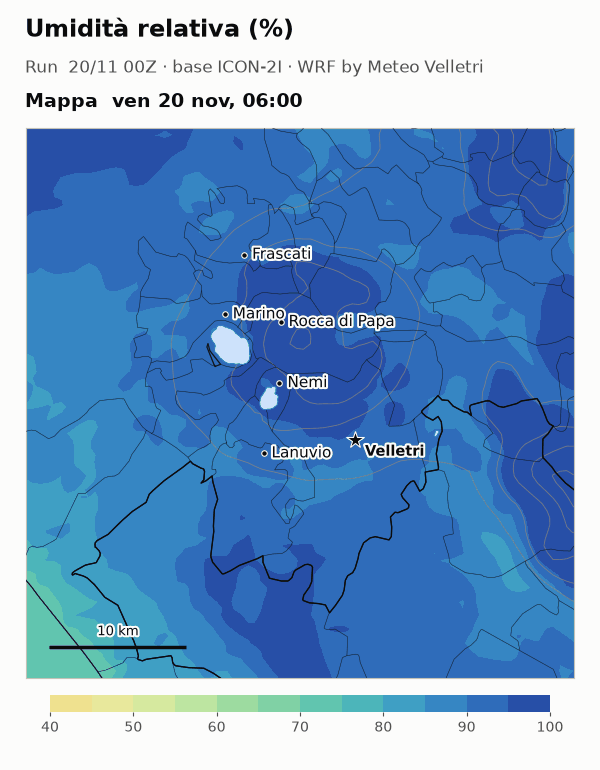 Umidità relativa (%)
Run  20/11 00Z · base ICON-2I · WRF by Meteo Velletri
Mappa  ven 20 nov, 06:00
Frascati
Marino
Rocca di Papa
Nemi
Velletri
Lanuvio
10 km
40 50 60 70 80 90 100